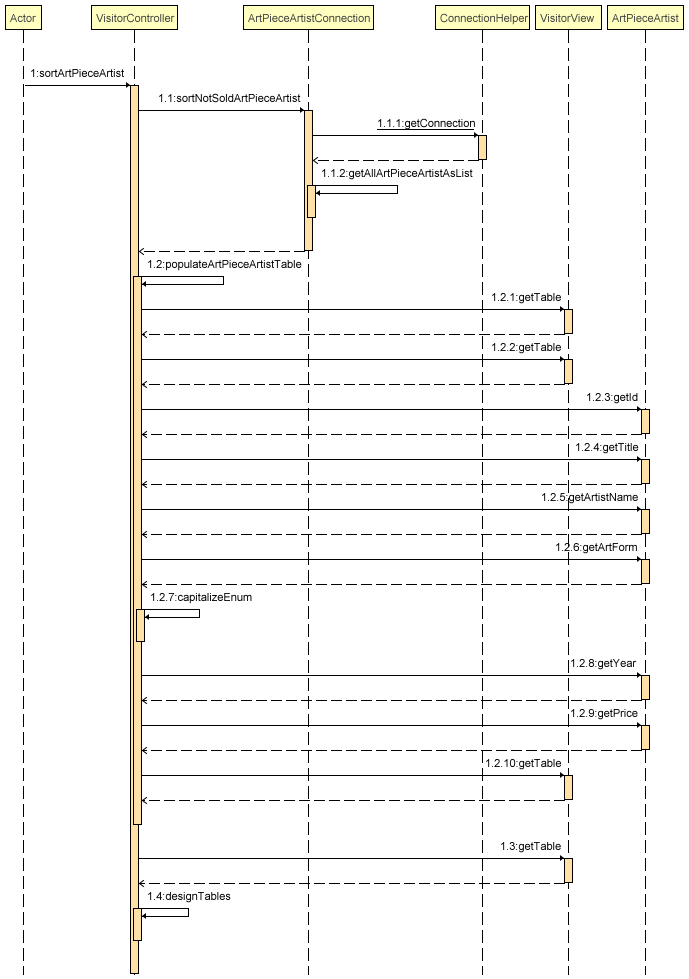 Actor
VisitorController
ArtPieceArtistConnection
ConnectionHelper
VisitorView
ArtPieceArtist
1:sortArtPieceArtist
1.1:sortNotSoldArtPieceArtist
1.1.1:getConnection
1.1.2:getAllArtPieceArtistAsList
1.2:populateArtPieceArtistTable
1.2.1:getTable
1.2.2:getTable
1.2.3:getId
1.2.4:getTitle
1.2.5:getArtistName
1.2.6:getArtForm
1.2.7:capitalizeEnum
1.2.8:getYear
1.2.9:getPrice
1.2.10:getTable
1.3:getTable
1.4:designTables